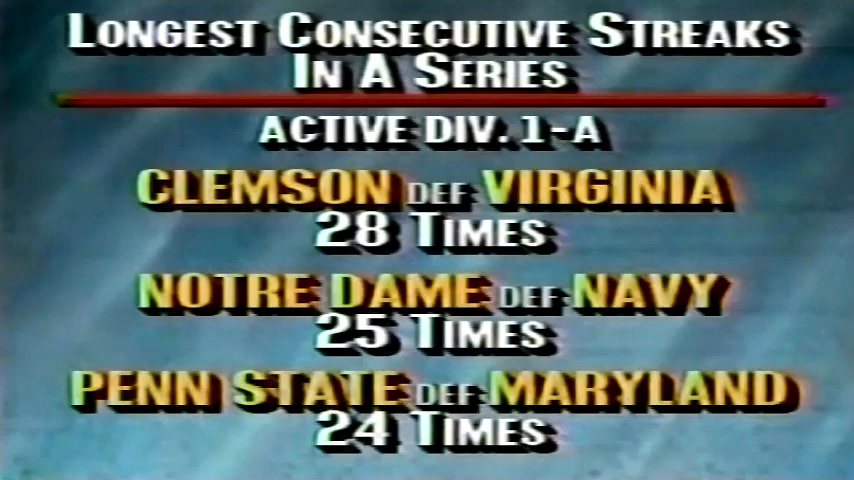 LONGEST CONSECUTIVE STREAKS
IN A SERIES
ACTIVE DIV. 1-A
CLEMSON DEF VIRGINIA
28 TIMES
NOTRE DAME DEF NAVY
25 TIMES
PENN STATE DEF MARYLAND
24 TIMES